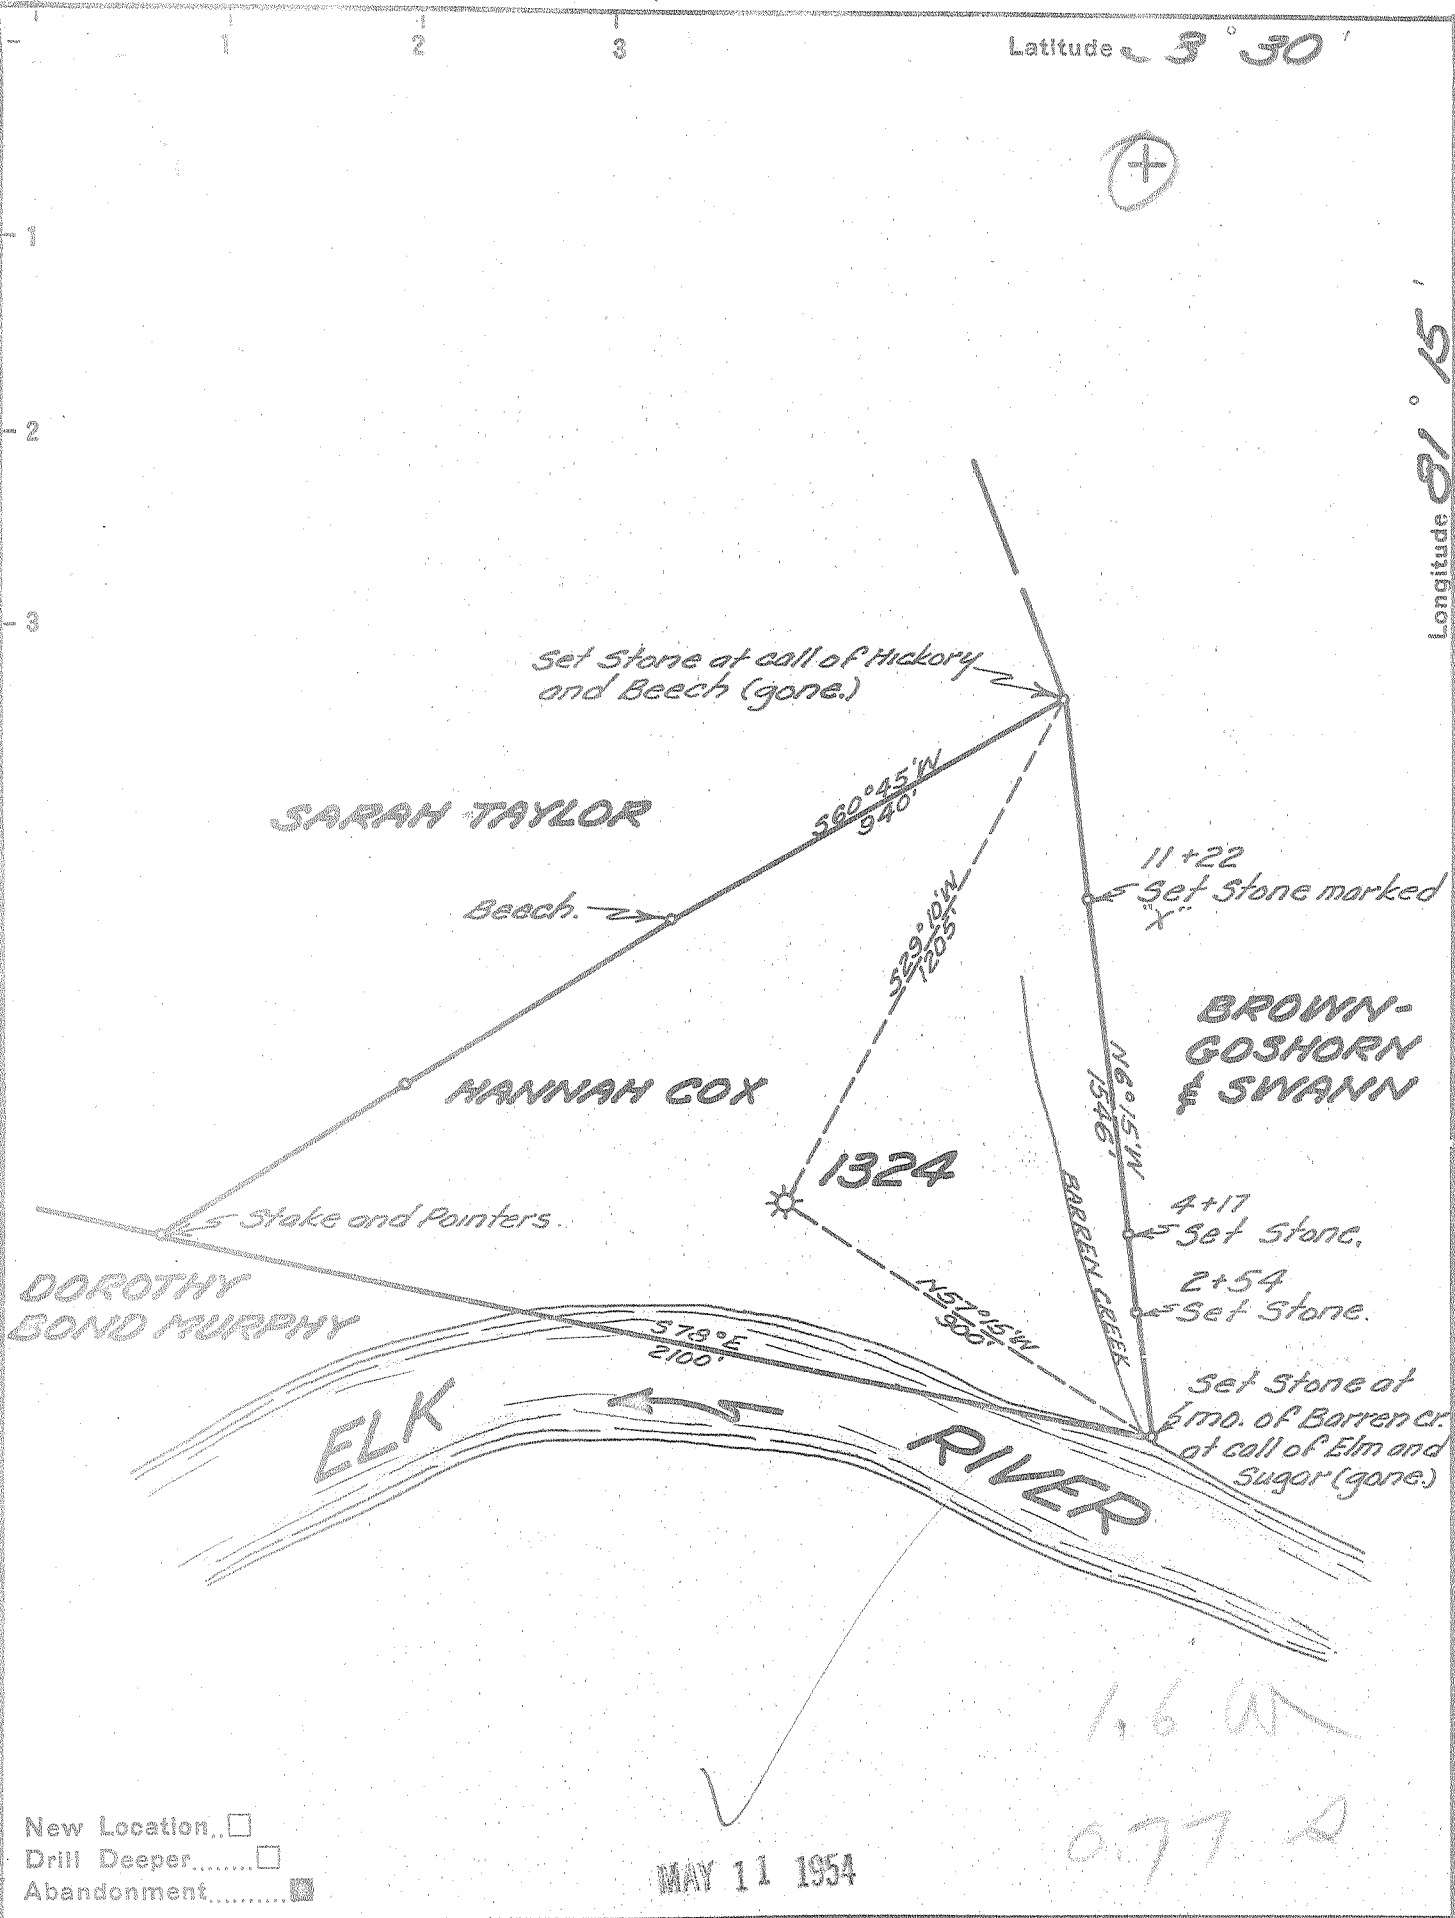 1 2 3
Latitude 3° 30'
1
2
3
Longitude 81° 15'
Set Stone at call of Hickory
and Beech (gone.)
S60°45'W
940'
SARAH TAYLOR
11+22
Set Stone marked
"X"
Beech.
S29°10'W
1205'
BROWN-
GOSHORN
& SWANN
N6°15'W
1546'
HANNAH COX
1324
BARREN CREEK
4+17
Set Stone.
Stake and Pointers.
2+54
Set Stone.
DOROTHY
BOND MURPHY
N57°15'W
900'
S78°E
2100'
Set Stone at
mo. of Barren cr.
at call of Elm and
Sugar (gone.)
ELK RIVER
1.6 W
0.77 S
New Location..
Drill Deeper........
Abandonment..........
MAY 11 1954